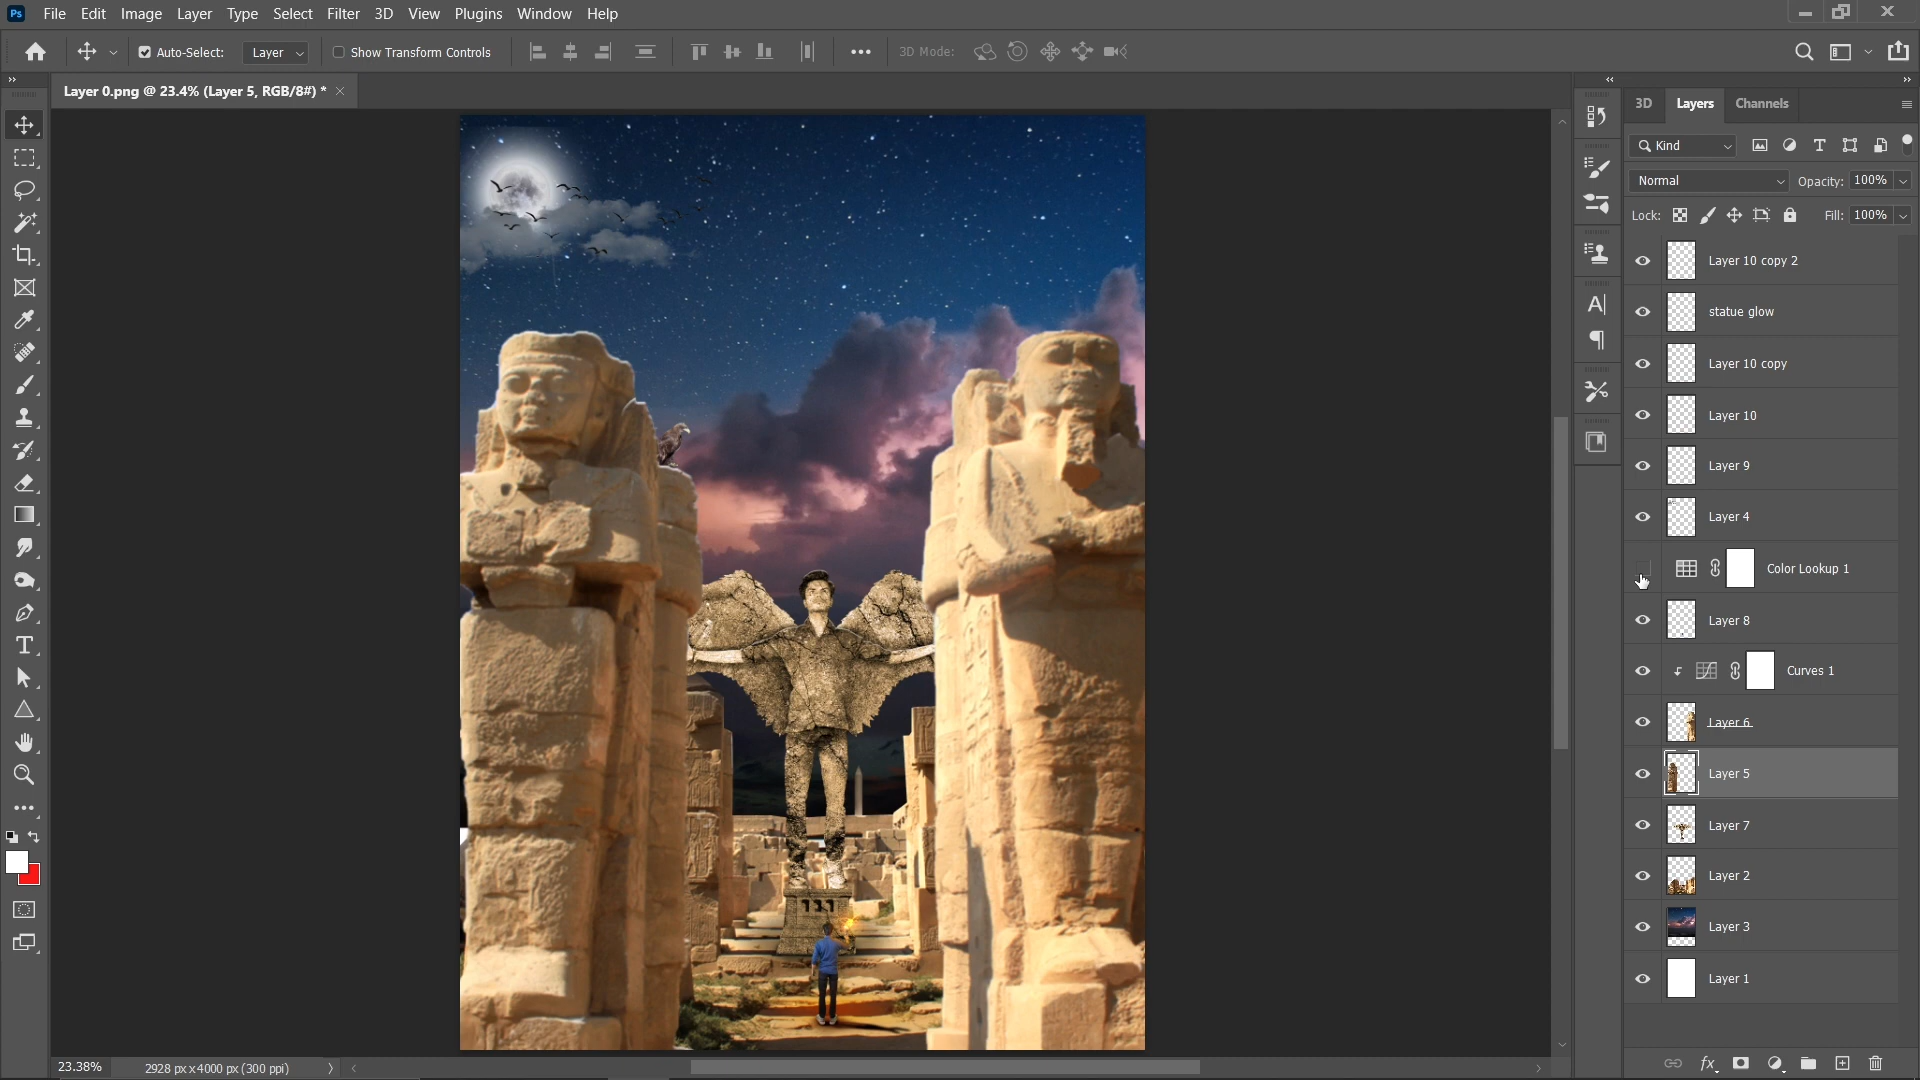 Ps File Edit Image Layer Type Select Filter 3D View Plugins Window Help
Auto-Select: Layer Show Transform Controls 3D Mode:
Layer 0.png @ 23.4% (Layer 5, RGB/8#) *
3D Layers Channels
Kind
Normal Opacity: 100%
Lock: Fill: 100%
Layer 10 copy 2
statue glow
Layer 10 copy
Layer 10
Layer 9
Layer 4
Color Lookup 1
Layer 8
Curves 1
Layer 6
Layer 5
Layer 7
Layer 2
Layer 3
Layer 1
23.38% 2928 px x 4000 px (300 ppi)